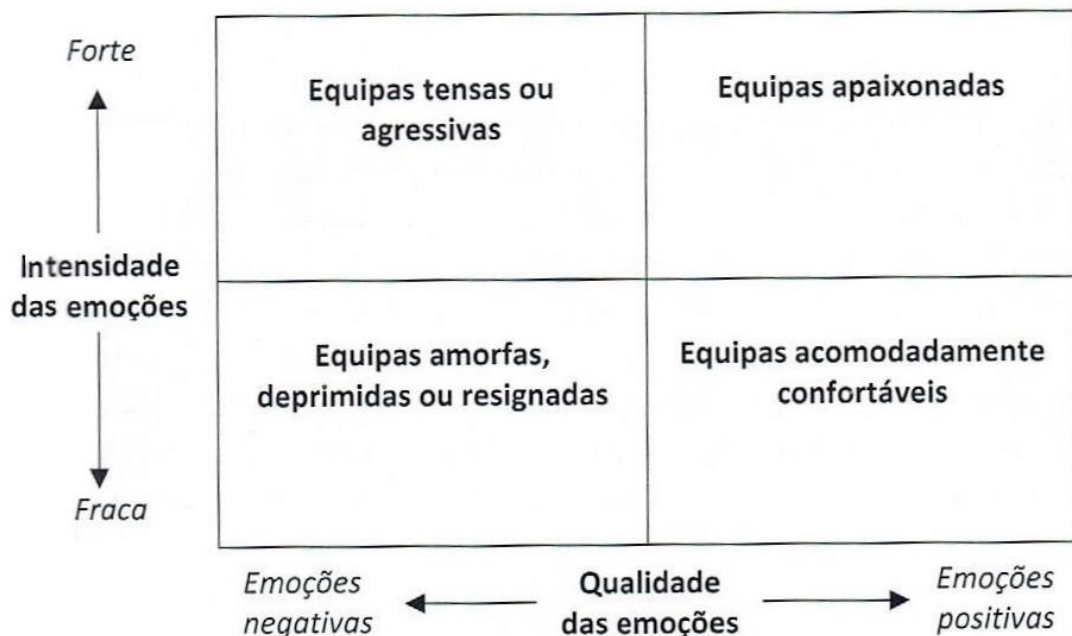 Forte
Equipas tensas ou
agressivas
Equipas apaixonadas
Intensidade
das emoções
Equipas amorfas,
deprimidas ou resignadas
Equipas acomodadamente
confortáveis
Fraca
Emoções
negativas
Qualidade
das emoções
Emoções
positivas